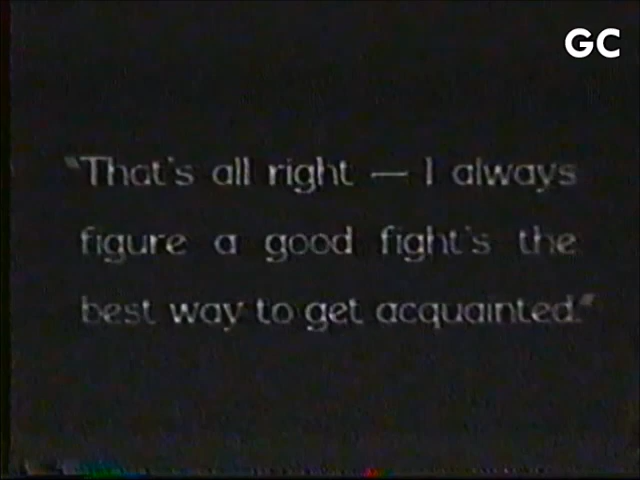 GC
"That's all right — I always
figure a good fight's the
best way to get acquainted."